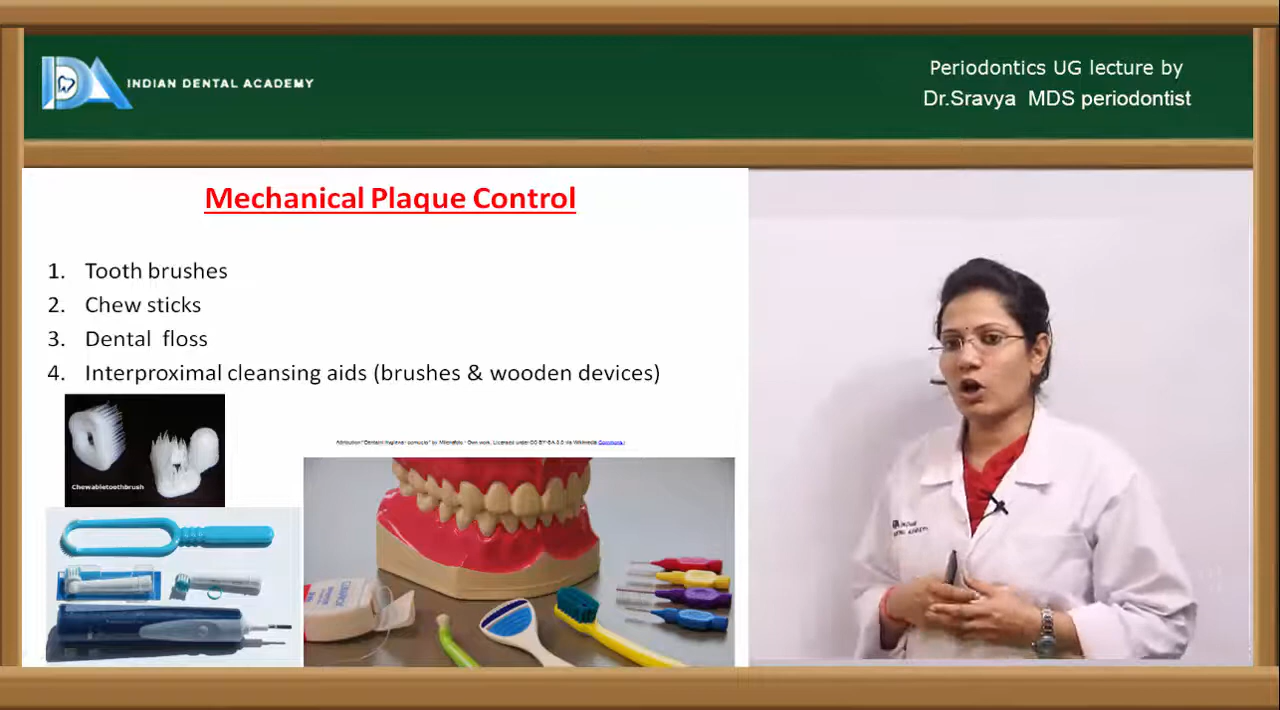 INDIAN DENTAL ACADEMY
Periodontics UG lecture by
Dr.Sravya MDS periodontist
Mechanical Plaque Control
1. Tooth brushes
2. Chew sticks
3. Dental floss
4. Interproximal cleansing aids (brushes & wooden devices)
Chewabletoothbrush